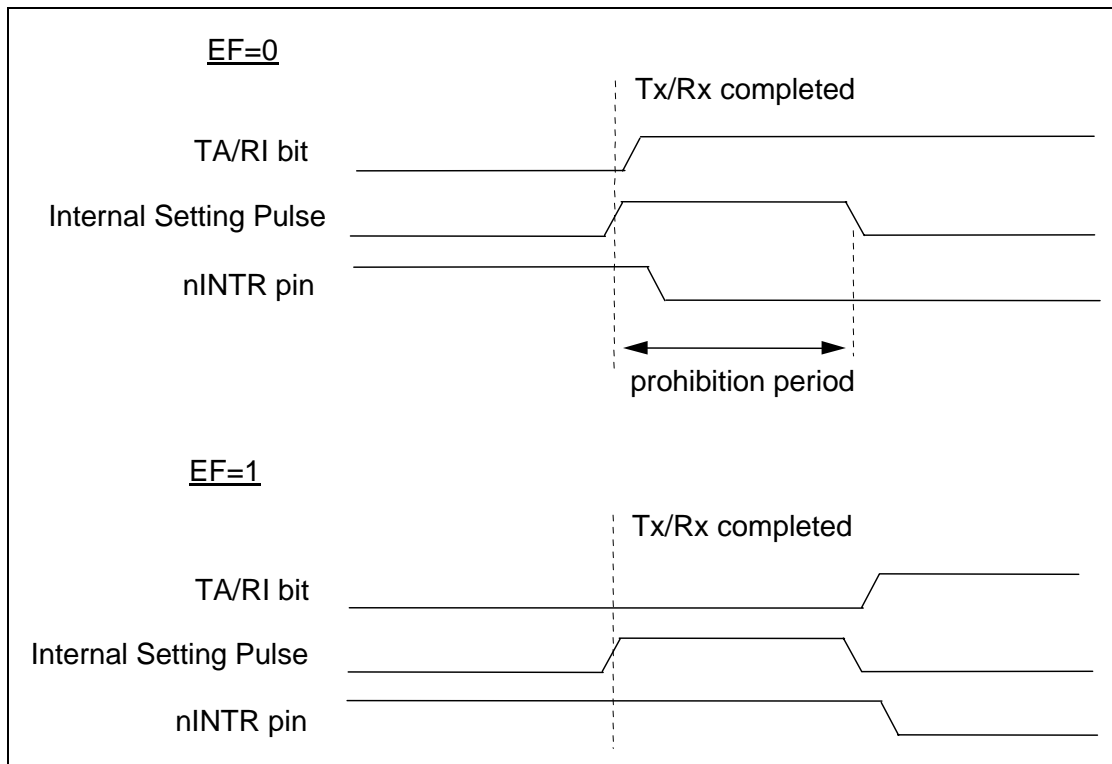 EF=0
Tx/Rx completed
TA/RI bit
Internal Setting Pulse
nINTR pin
prohibition period
EF=1
Tx/Rx completed
TA/RI bit
Internal Setting Pulse
nINTR pin